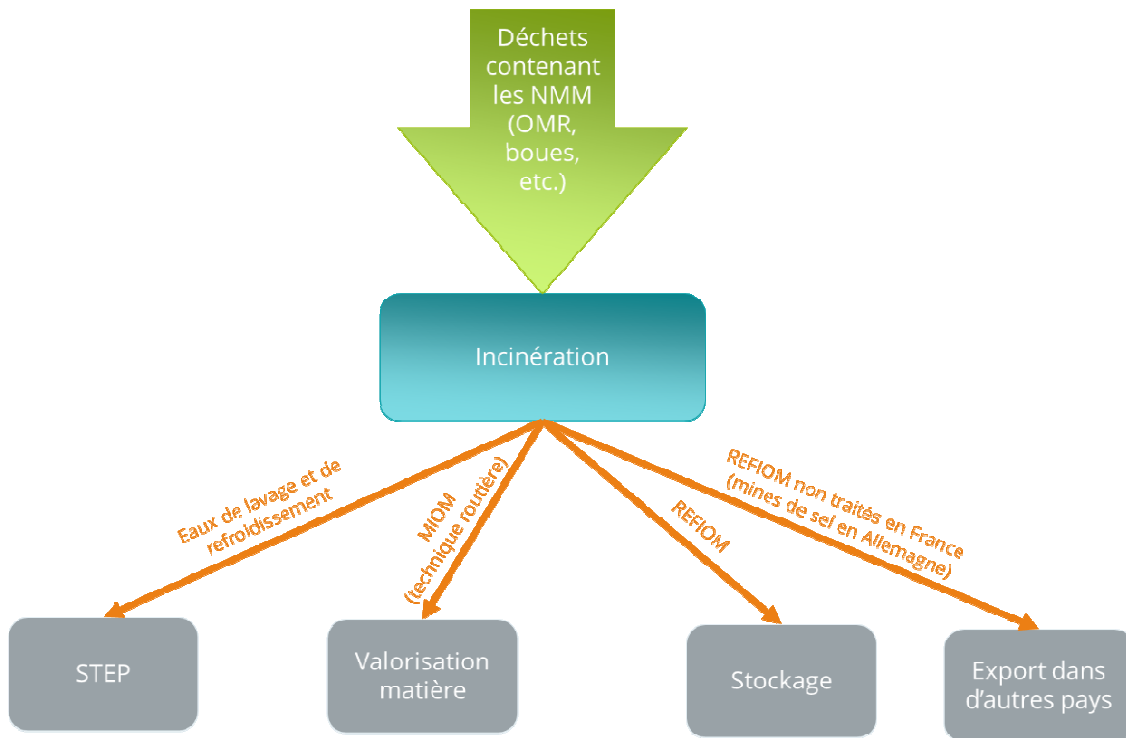 Déchets
contenant
les NMM
(OMR,
boues,
etc.)
Incinération
Eaux de lavage et de
refroidissement
MIOM
(technique routière)
REFIOM
REFIOM non traités en France
(mines de sel en Allemagne)
STEP
Valorisation
matière
Stockage
Export dans
d'autres pays